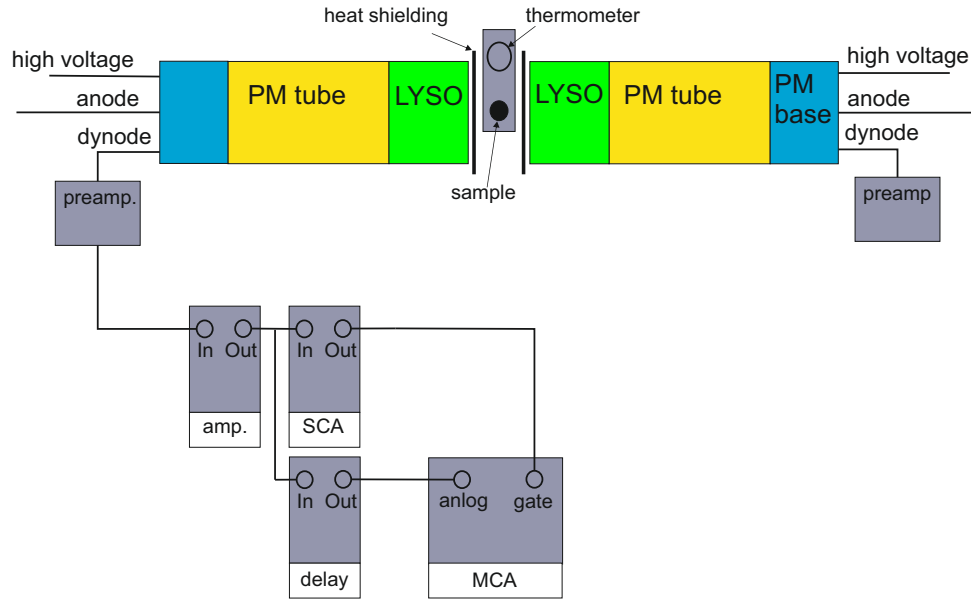 heat shielding
thermometer
high voltage
high voltage
PM tube
LYSO
LYSO
PM tube
PM
base
anode
anode
dynode
dynode
sample
preamp.
preamp
In Out
In Out
amp.
SCA
In Out
anlog gate
delay
MCA